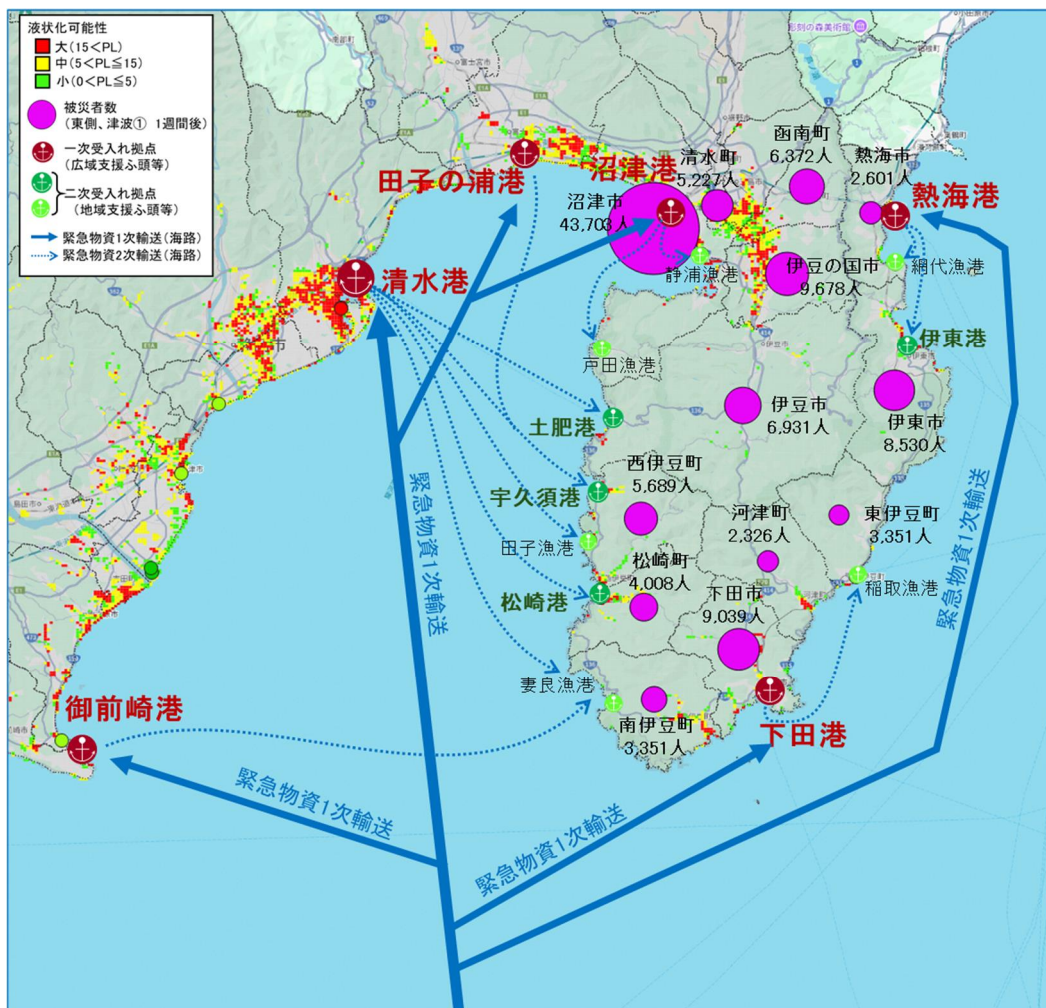 液状化可能性
大(15<PL)
中(5<PL≦15)
小(0<PL≦5)
被災者数
(東側、津波① 1週間後)
一次受入れ拠点
(広域支援ふ頭等)
二次受入れ拠点
(地域支援ふ頭等)
緊急物資1次輸送(海路)
緊急物資2次輸送(海路)
彫刻の森美術館
函南町
6,372人
熱海市
2,601人
清水町
5,227人
沼津港
田子の浦港
沼津市
43,703人
熱海港
静浦漁港
伊豆の国市
9,678人
網代漁港
清水港
伊東港
戸田漁港
伊豆市
伊豆市
6,931人
伊東市
8,530人
土肥港
西伊豆町
5,689人
宇久須港
河津町
2,326人
東伊豆町
3,351人
田子漁港
松崎町
4,008人
松崎港
下田市
9,039人
稲取漁港
妻良漁港
南伊豆町
3,351人
下田港
御前崎港
緊急物資1次輸送
緊急物資1次輸送
緊急物資1次輸送
緊急物資1次輸送